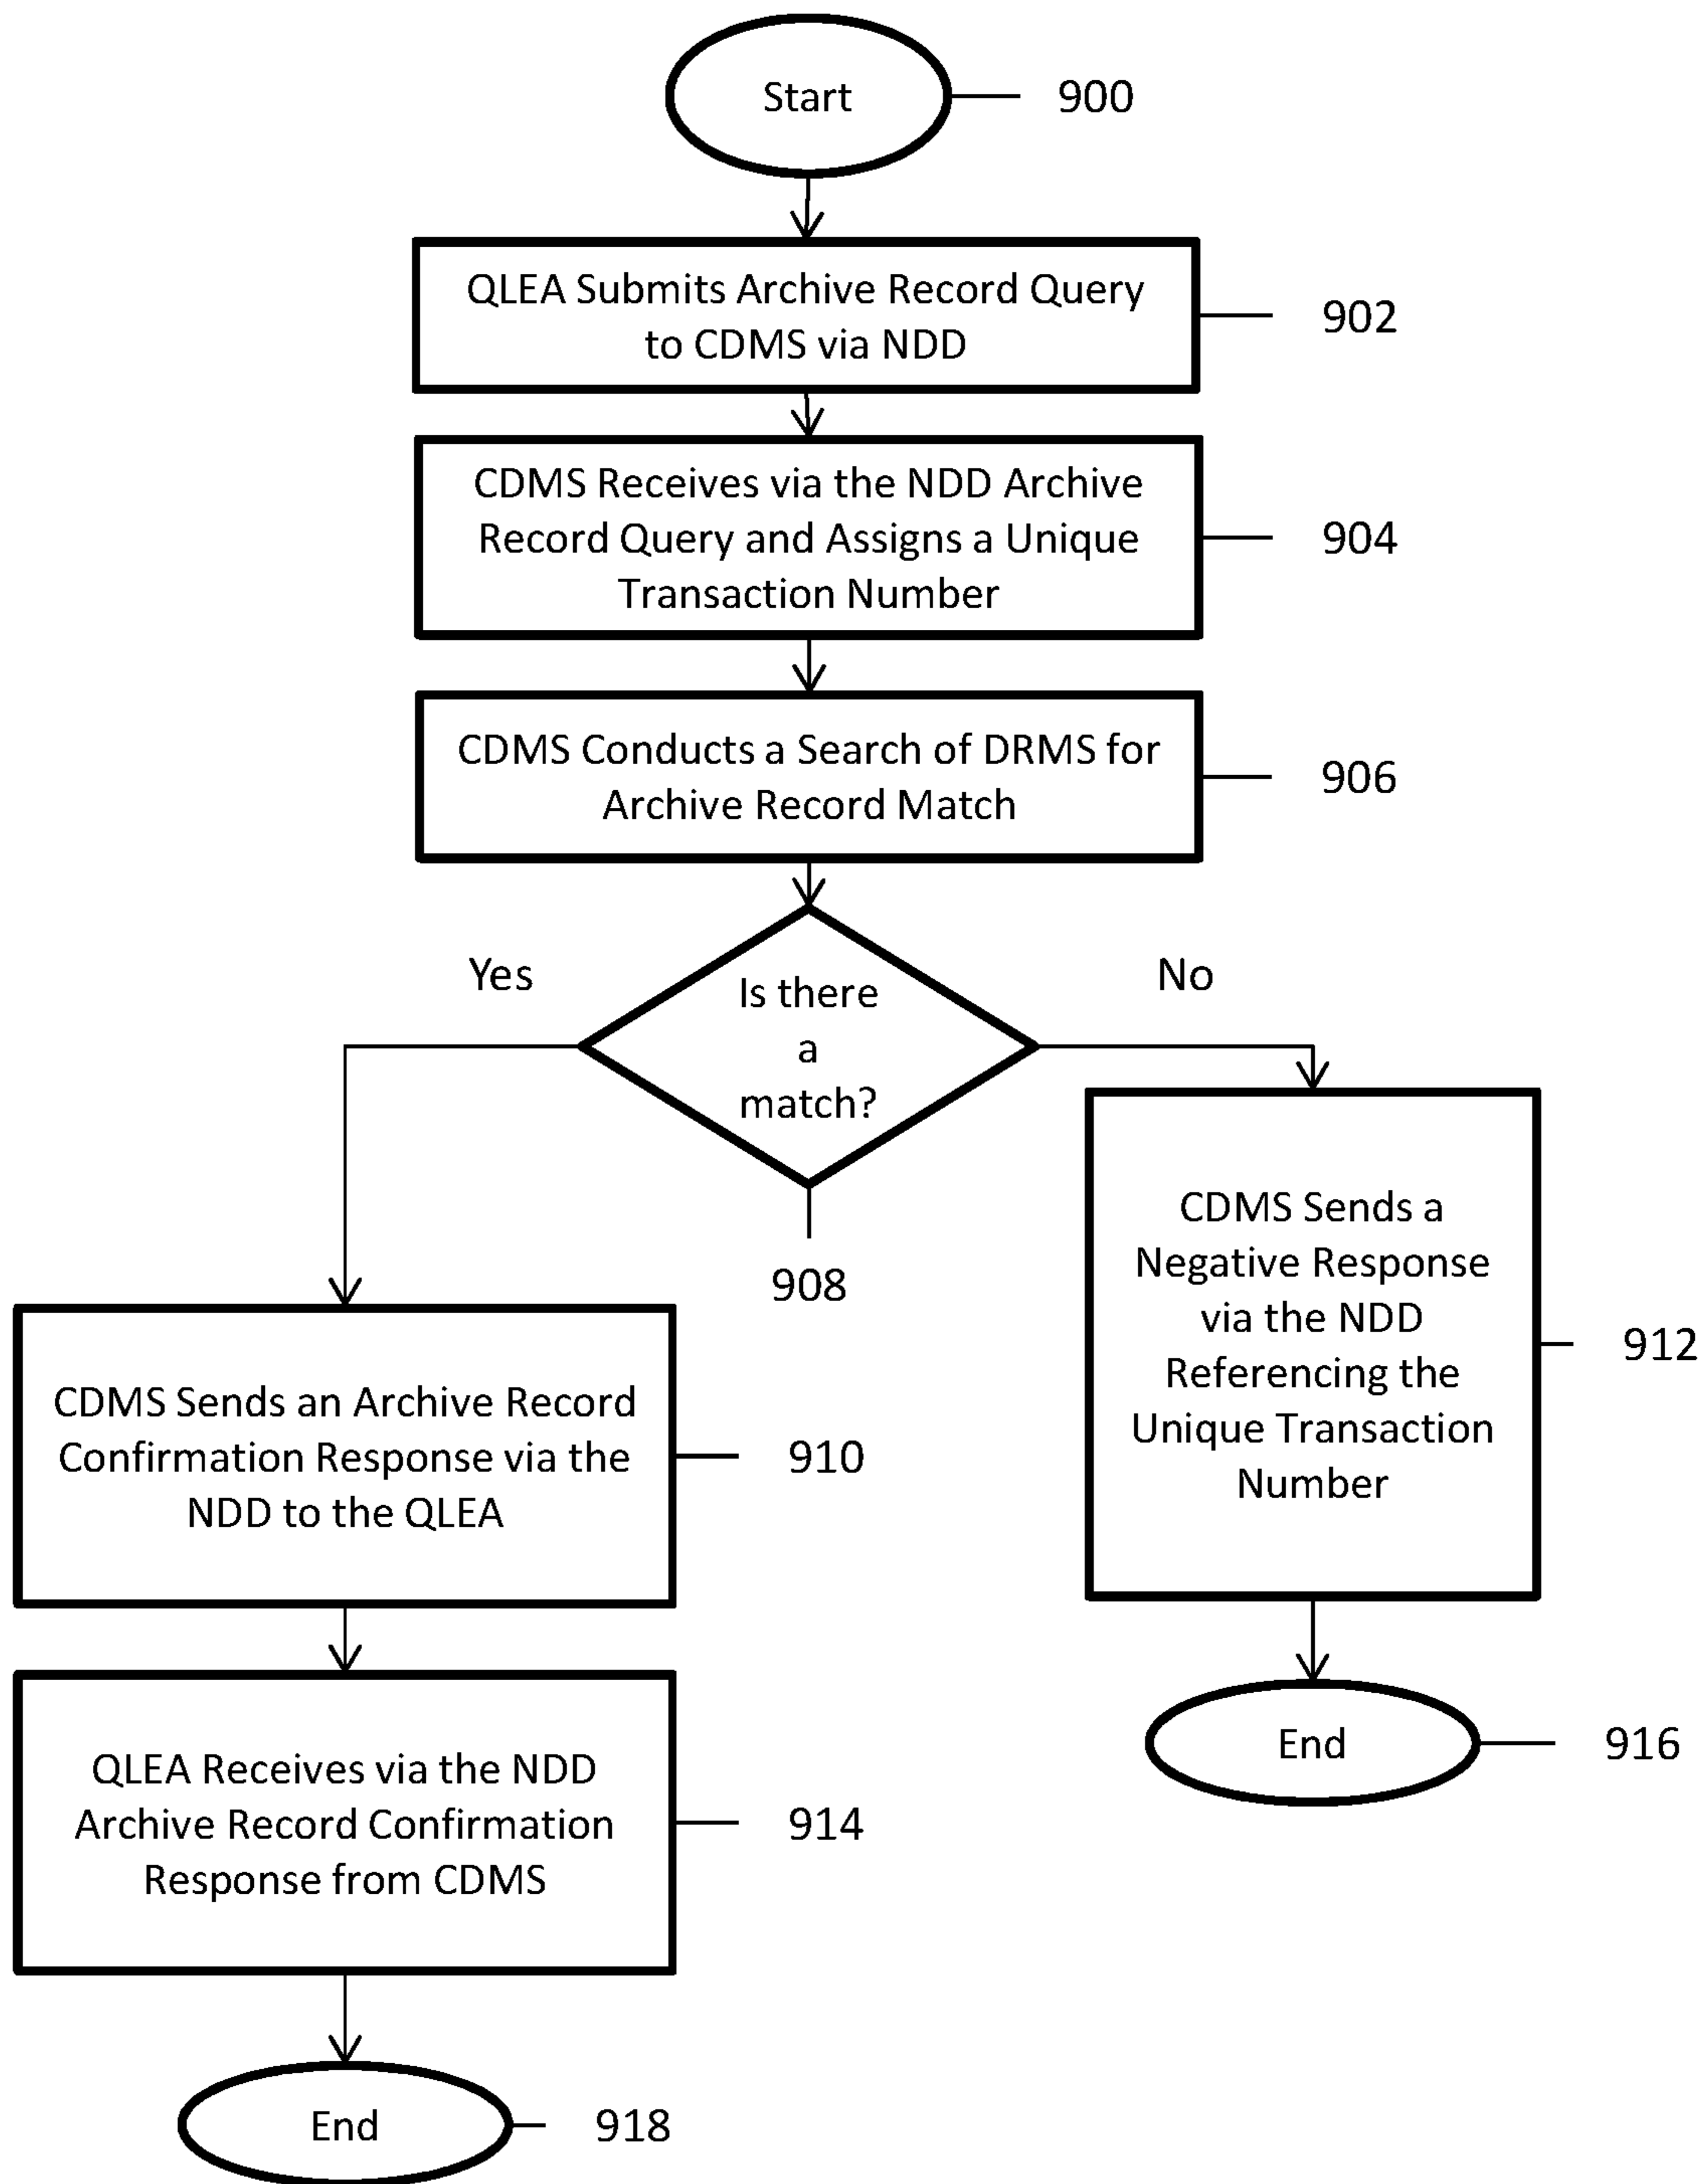 Start
900
QLEA Submits Archive Record Query
to CDMS via NDD
902
CDMS Receives via the NDD Archive
Record Query and Assigns a Unique
Transaction Number
904
CDMS Conducts a Search of DRMS for
Archive Record Match
906
Yes
No
Is there
a
match?
908
CDMS Sends a
Negative Response
via the NDD
Referencing the
Unique Transaction
Number
912
CDMS Sends an Archive Record
Confirmation Response via the
NDD to the QLEA
910
QLEA Receives via the NDD
Archive Record Confirmation
Response from CDMS
914
End
916
End
918